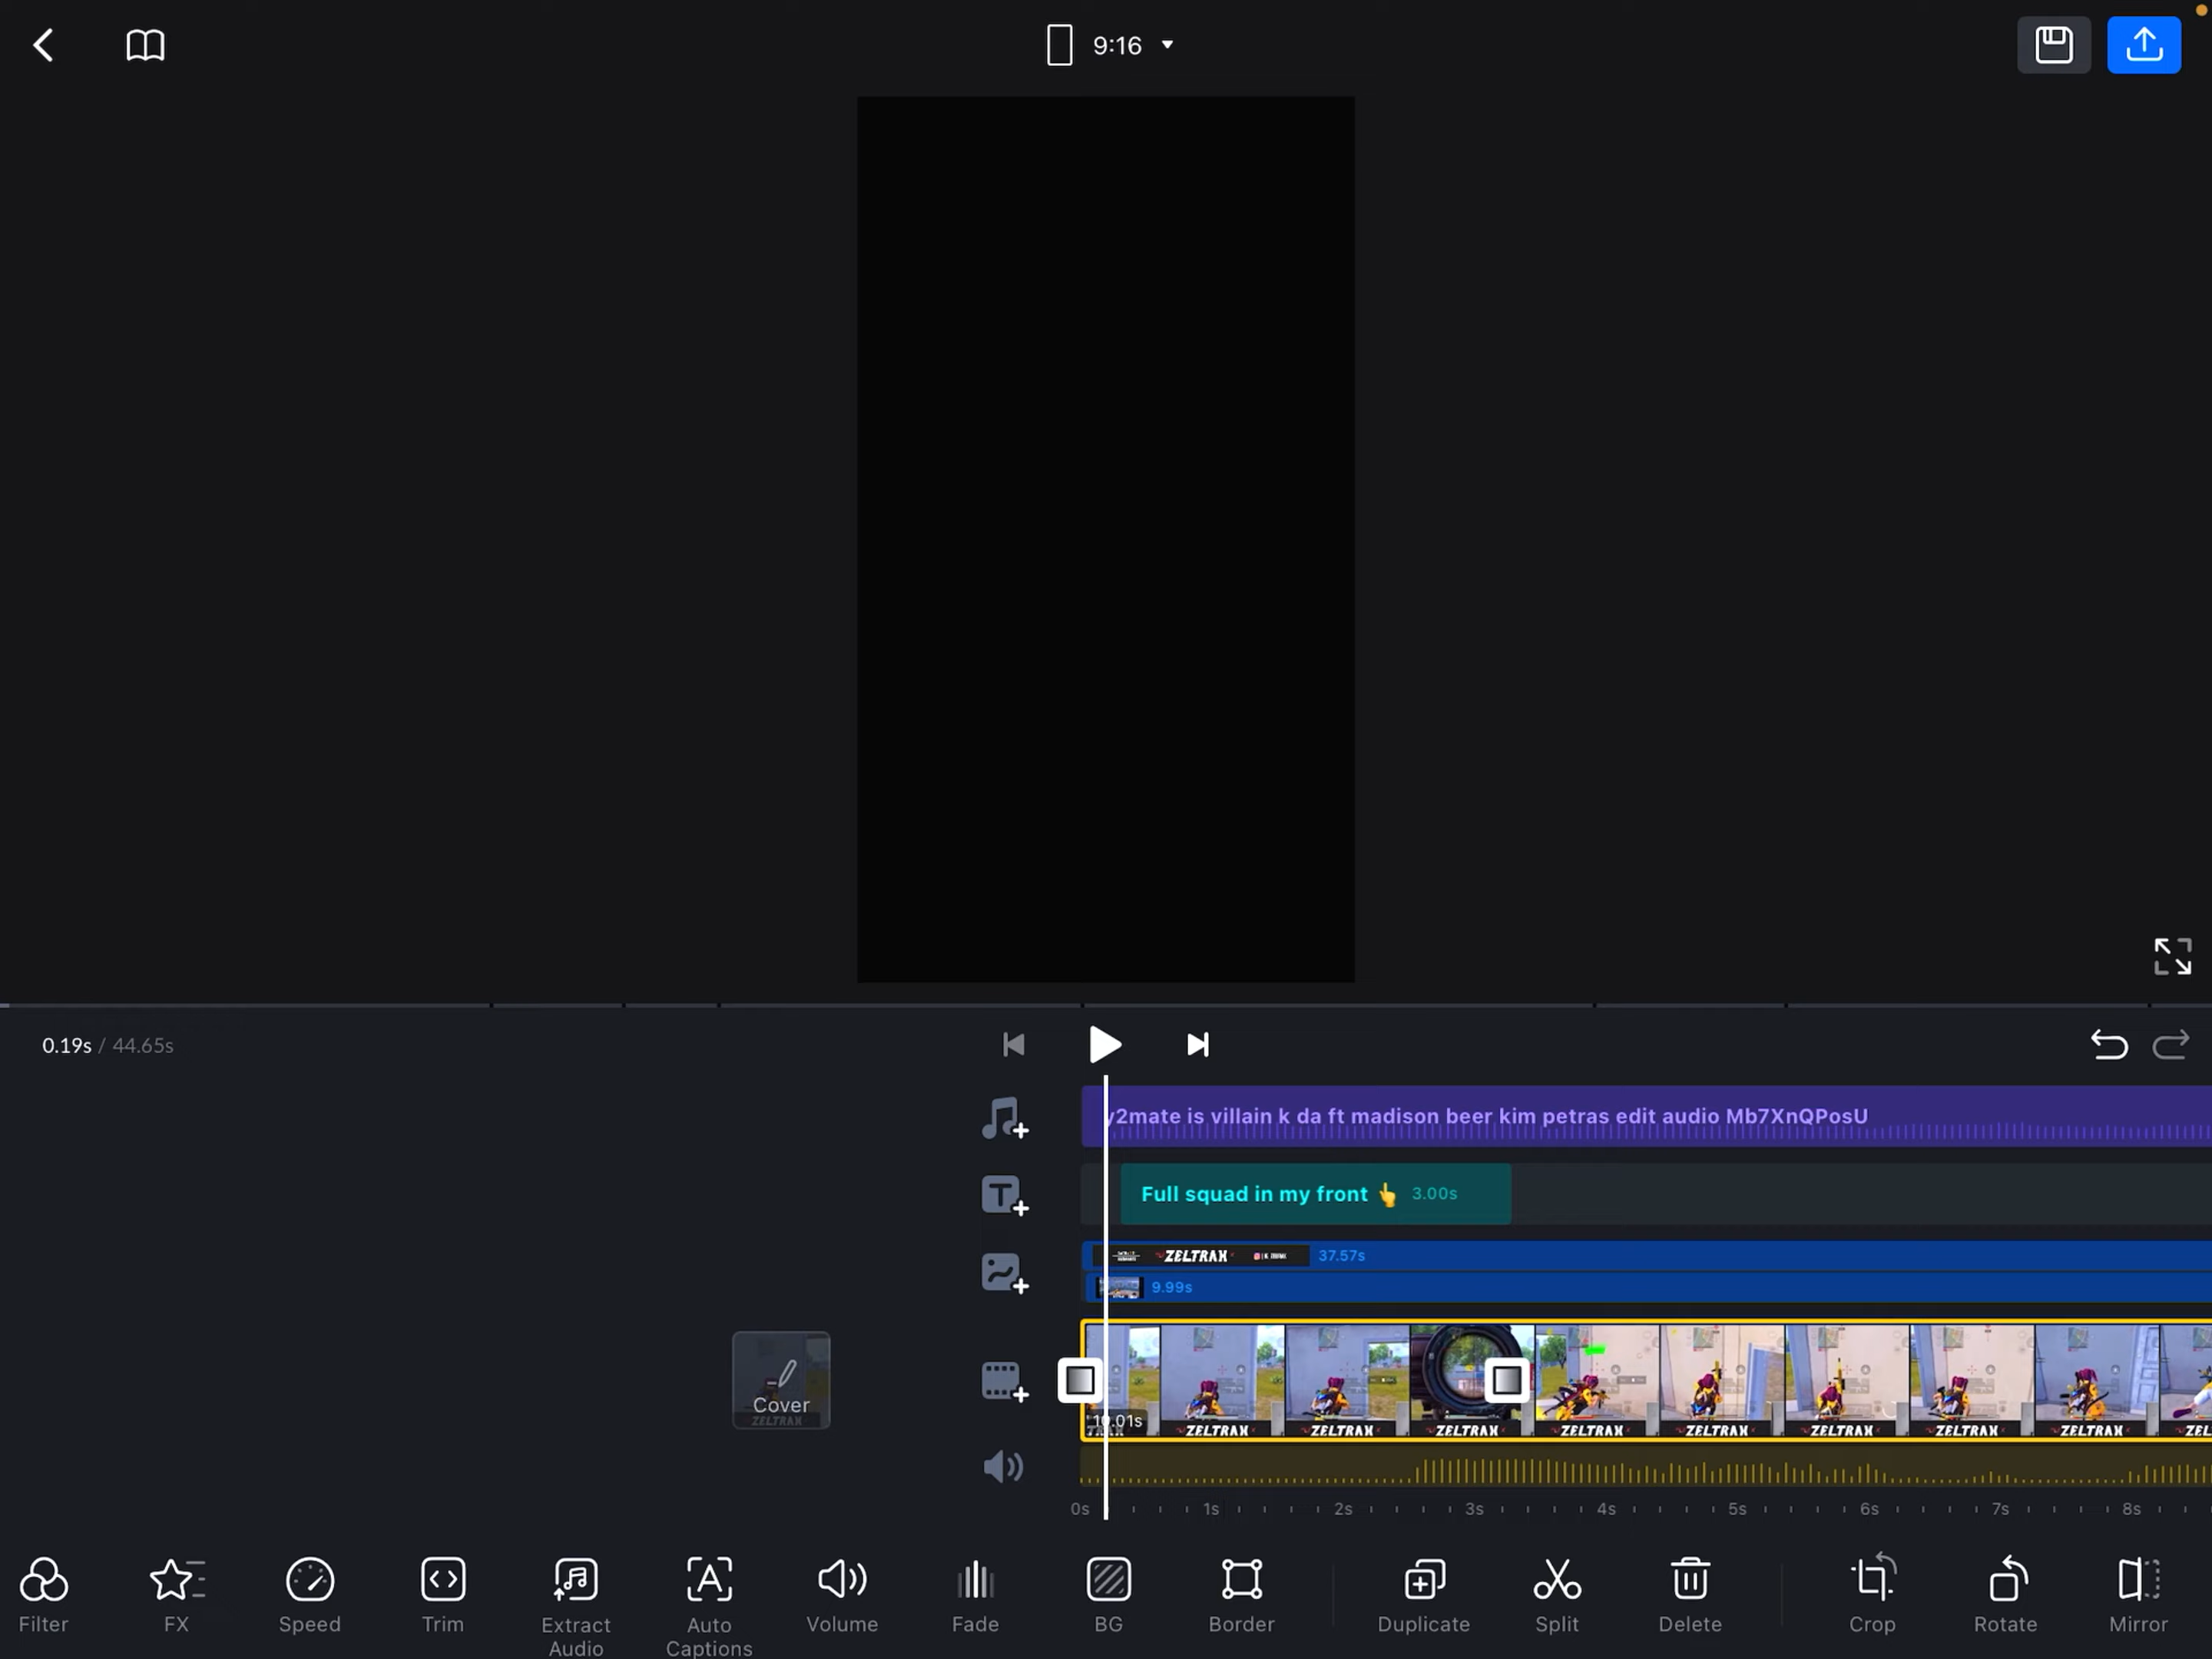 9:16
0.19s / 44.65s
y2mate is villain k da ft madison beer kim petras edit audio Mb7XnQPosU
Full squad in my front 👆 3.00s
ZELTRAX 37.57s
9.99s
Cover
ZELTRAX
10.01s
ZELTRAX ZELTRAX ZELTRAX ZELTRAX ZELTRAX ZELTRAX ZELTRAX ZELTRAX
0s 1s 2s 3s 4s 5s 6s 7s 8s
Filter FX Speed Trim Extract Audio Auto Captions Volume Fade BG Border Duplicate Split Delete Crop Rotate Mirror